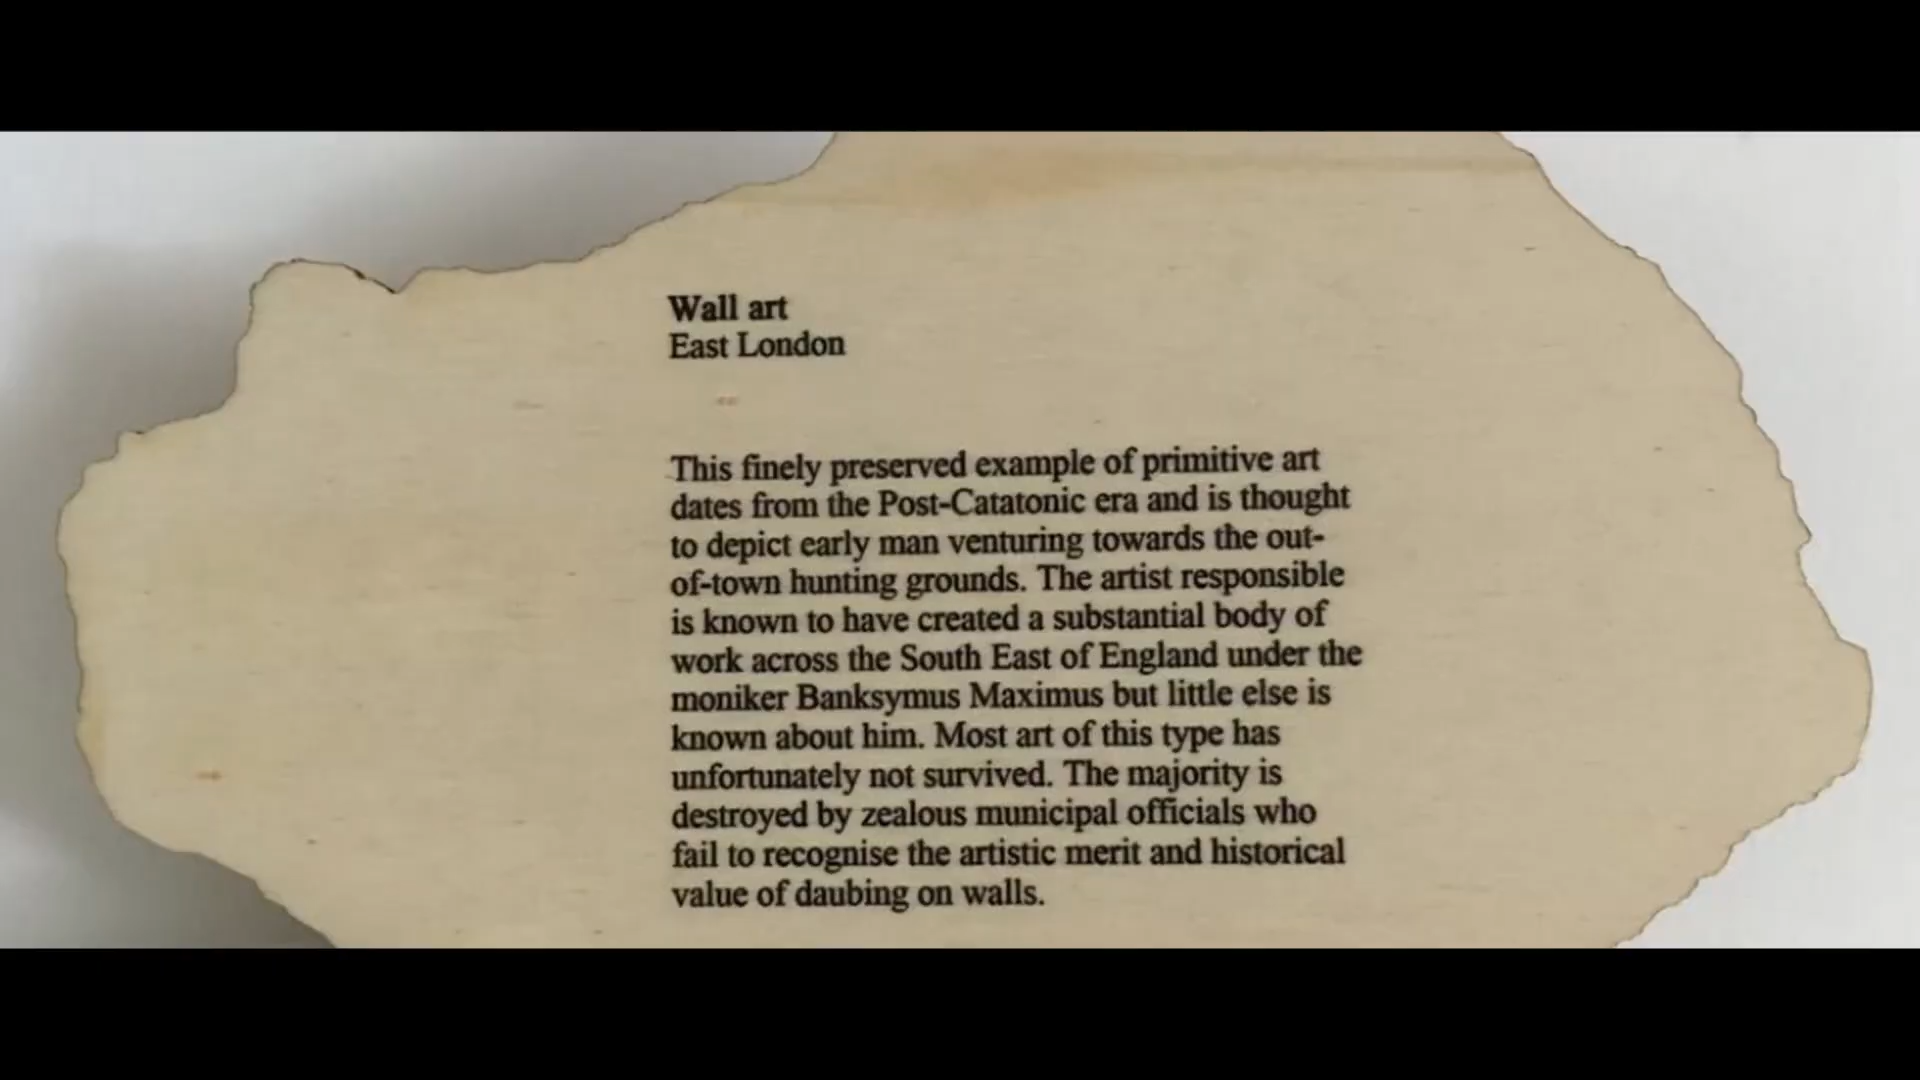 Wall art
East London
This finely preserved example of primitive art
dates from the Post-Catatonic era and is thought
to depict early man venturing towards the out-
of-town hunting grounds. The artist responsible
is known to have created a substantial body of
work across the South East of England under the
moniker Banksymus Maximus but little else is
known about him. Most art of this type has
unfortunately not survived. The majority is
destroyed by zealous municipal officials who
fail to recognise the artistic merit and historical
value of daubing on walls.